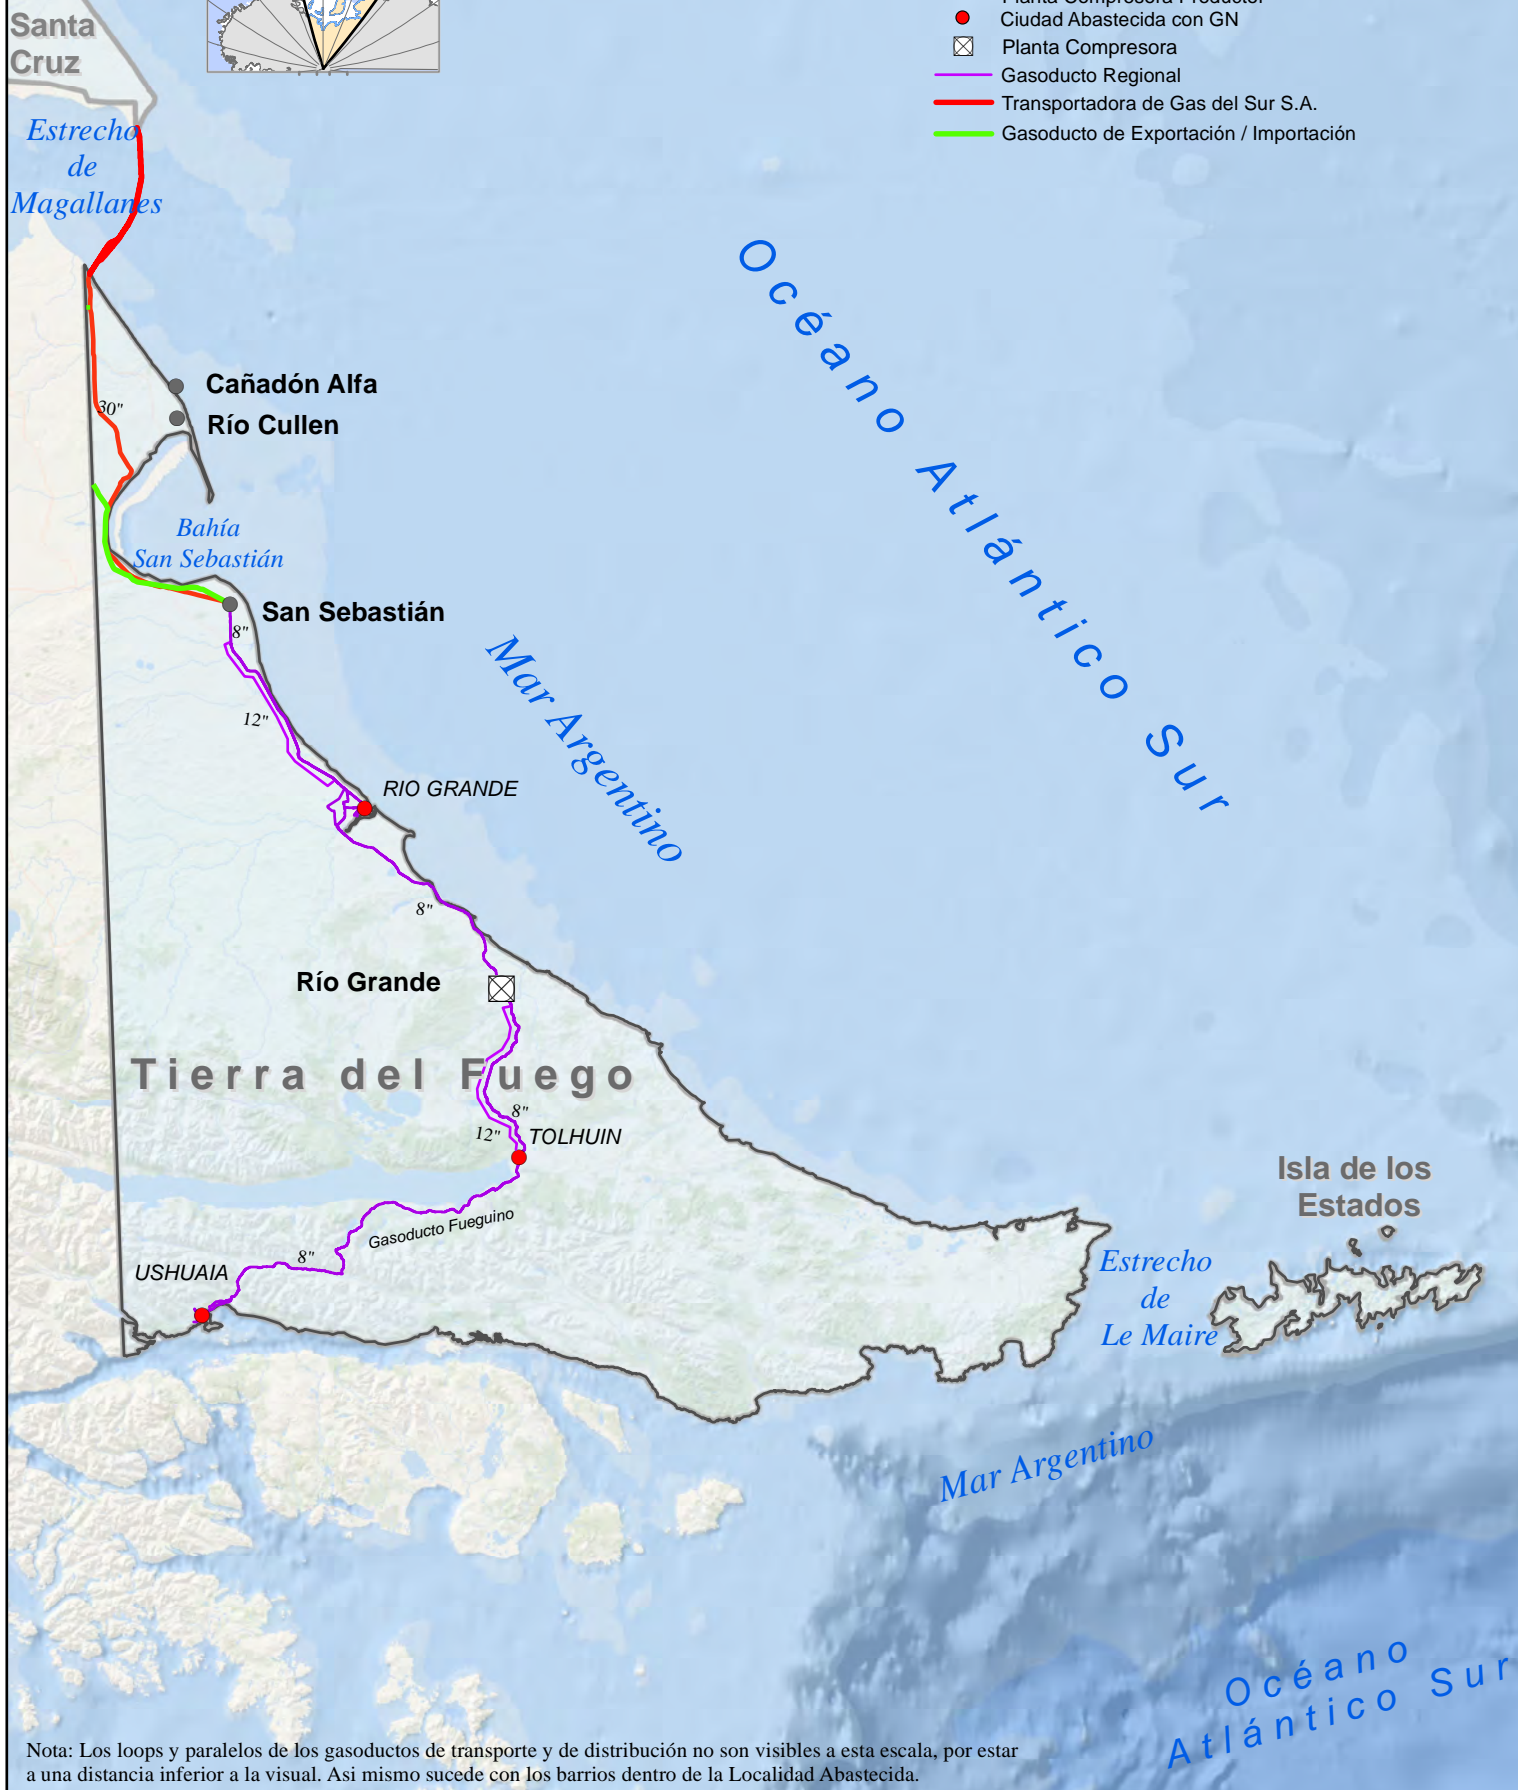 Santa
Cruz
Planta Compresora Productor
Ciudad Abastecida con GN
Planta Compresora
Gasoducto Regional
Transportadora de Gas del Sur S.A.
Gasoducto de Exportación / Importación
Estrecho
de
Magallanes
Océano Atlántico Sur
Cañadón Alfa
30"
Río Cullen
Bahía
San Sebastián
San Sebastián
8"
Mar Argentino
12"
RIO GRANDE
8"
Río Grande
Tierra del Fuego
8"
12"
TOLHUIN
Isla de los
Estados
Gasoducto Fueguino
8"
USHUAIA
Estrecho
de
Le Maire
Mar Argentino
Océano
Atlántico Sur
Nota: Los loops y paralelos de los gasoductos de transporte y de distribución no son visibles a esta escala, por estar
a una distancia inferior a la visual. Asi mismo sucede con los barrios dentro de la Localidad Abastecida.